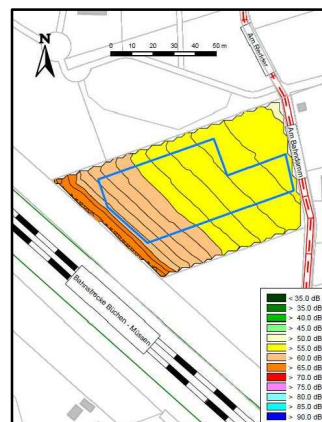 N
0 10 20 30 40 50 m
Am Redder
Am Bahndamm
Bahnstrecke Büchen - Müssen
< 35.0 dB
> 35.0 dB
> 40.0 dB
> 45.0 dB
> 50.0 dB
> 55.0 dB
> 60.0 dB
> 65.0 dB
> 70.0 dB
> 75.0 dB
> 80.0 dB
> 85.0 dB
> 90.0 dB